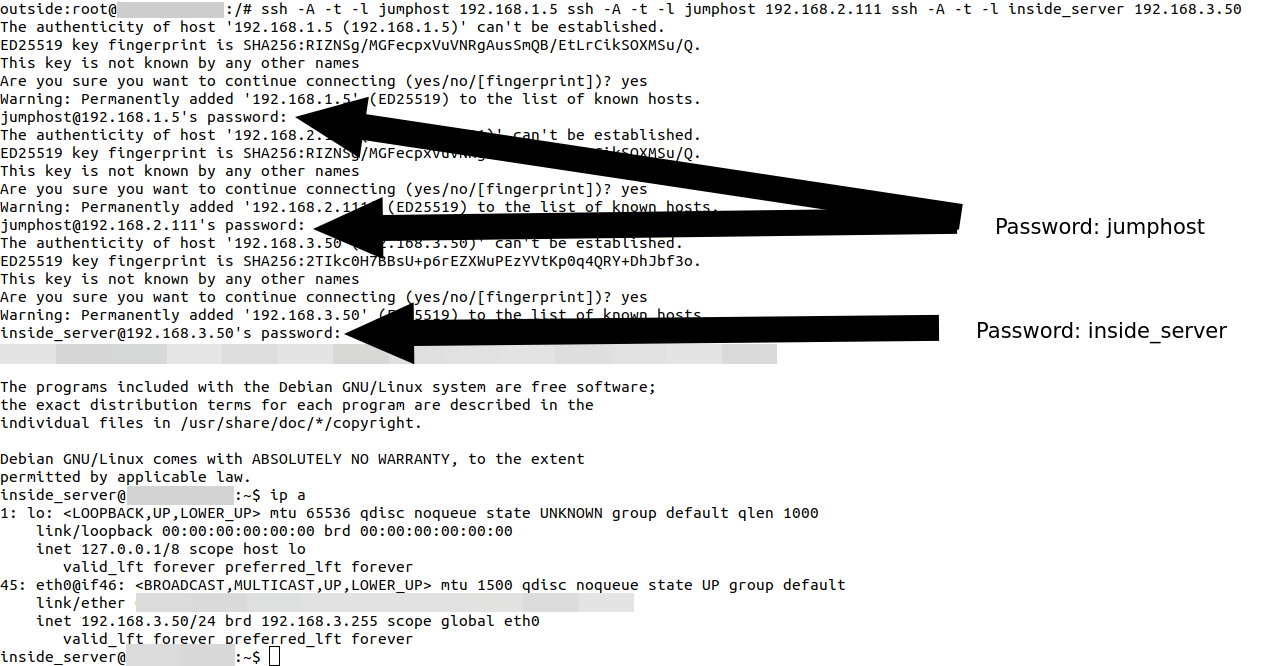 outside:root@ :/# ssh -A -t -l jumphost 192.168.1.5 ssh -A -t -l jumphost 192.168.2.111 ssh -A -t -l inside_server 192.168.3.50
The authenticity of host '192.168.1.5 (192.168.1.5)' can't be established.
ED25519 key fingerprint is SHA256:RIZNSg/MGFecpxVuVNRgAusSmQB/EtLrCikSOXMSu/Q.
This key is not known by any other names
Are you sure you want to continue connecting (yes/no/[fingerprint])? yes
Warning: Permanently added '192.168.1.5' (ED25519) to the list of known hosts.
jumphost@192.168.1.5's password:
The authenticity of host '192.168.2. )' can't be established.
ED25519 key fingerprint is SHA256:RIZNSg/MGFecpxVuVNRg CikSOXMSu/Q.
This key is not known by any other names
Are you sure you want to continue connecting (yes/no/[fingerprint])? yes
Warning: Permanently added '192.168.2.111' (ED25519) to the list of known hosts.
jumphost@192.168.2.111's password:
Password: jumphost
The authenticity of host '192.168.3.50 ( 2.168.3.50)' can't be established.
ED25519 key fingerprint is SHA256:2TIkc0H7BBsU+p6rEZXWuPEzYVtKp0q4QRY+DhJbf3o.
This key is not known by any other names
Are you sure you want to continue connecting (yes/no/[fingerprint])? yes
Warning: Permanently added '192.168.3.50' (ED25519) to the list of known hosts.
inside_server@192.168.3.50's password:
Password: inside_server
The programs included with the Debian GNU/Linux system are free software;
the exact distribution terms for each program are described in the
individual files in /usr/share/doc/*/copyright.
Debian GNU/Linux comes with ABSOLUTELY NO WARRANTY, to the extent
permitted by applicable law.
inside_server@ :~$ ip a
1: lo: <LOOPBACK,UP,LOWER_UP> mtu 65536 qdisc noqueue state UNKNOWN group default qlen 1000
link/loopback 00:00:00:00:00:00 brd 00:00:00:00:00:00
inet 127.0.0.1/8 scope host lo
valid_lft forever preferred_lft forever
45: eth0@if46: <BROADCAST,MULTICAST,UP,LOWER_UP> mtu 1500 qdisc noqueue state UP group default
link/ether
inet 192.168.3.50/24 brd 192.168.3.255 scope global eth0
valid_lft forever preferred_lft forever
inside_server@ :~$